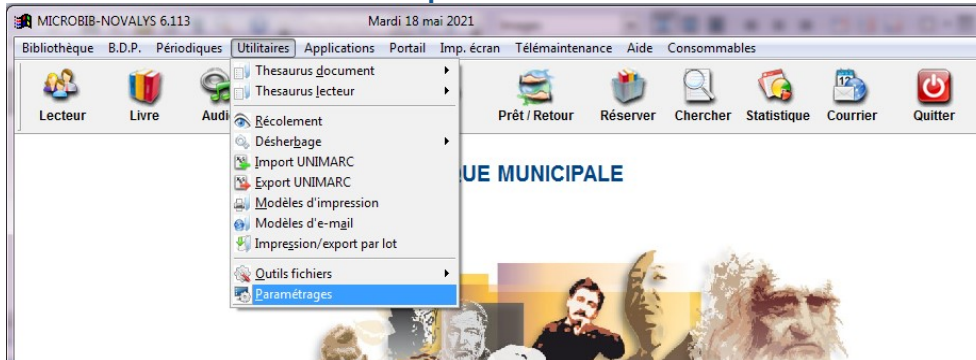 MICROBIB-NOVALYS 6.113 Mardi 18 mai 2021
Bibliothèque B.D.P. Périodiques Utilitaires Applications Portail Imp. écran Télémaintenance Aide Consommables
Lecteur Livre Audi Prêt / Retour Réserver Chercher Statistique Courrier Quitter
Thesaurus document
Thesaurus lecteur
Récolement
Désherbage
Import UNIMARC
Export UNIMARC
Modèles d'impression
Modèles d'e-mail
Impression/export par lot
Outils fichiers
Paramétrages
UE MUNICIPALE